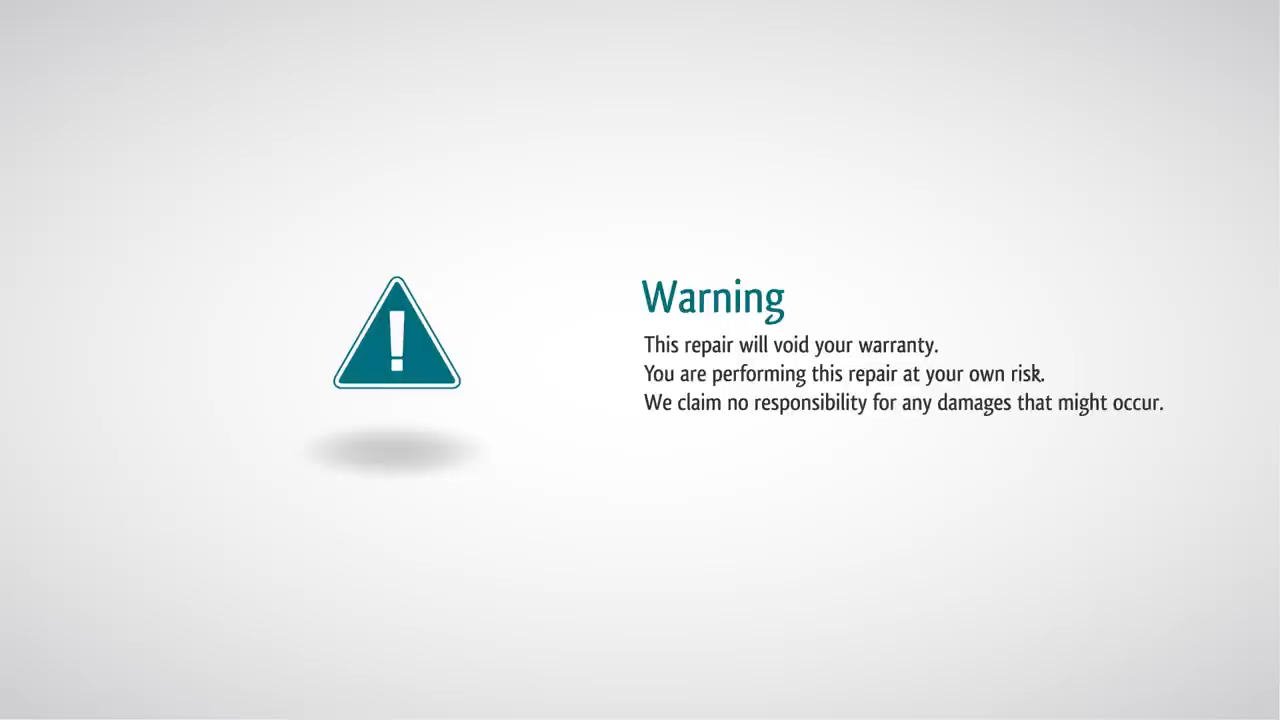 Warning
This repair will void your warranty.
You are performing this repair at your own risk.
We claim no responsibility for any damages that might occur.